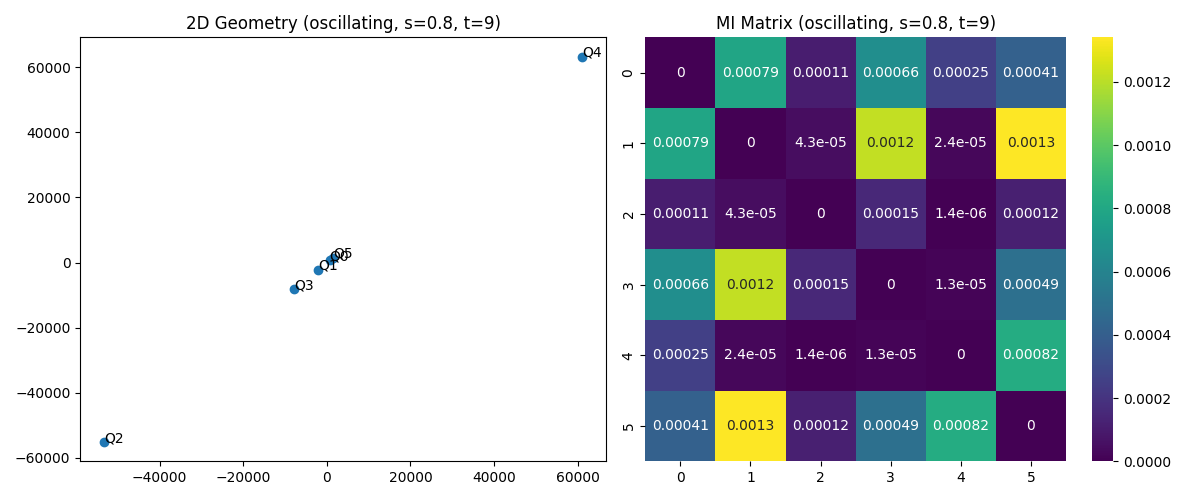 2D Geometry (oscillating, s=0.8, t=9)
60000
40000
20000
0
−20000
−40000
−60000
−40000 −20000 0 20000 40000 60000
Q4
Q5
Q0
Q1
Q3
Q2
MI Matrix (oscillating, s=0.8, t=9)
0 0 0.00079 0.00011 0.00066 0.00025 0.00041
1 0.00079 0 4.3e-05 0.0012 2.4e-05 0.0013
2 0.00011 4.3e-05 0 0.00015 1.4e-06 0.00012
3 0.00066 0.0012 0.00015 0 1.3e-05 0.00049
4 0.00025 2.4e-05 1.4e-06 1.3e-05 0 0.00082
5 0.00041 0.0013 0.00012 0.00049 0.00082 0
0 1 2 3 4 5
0.0012
0.0010
0.0008
0.0006
0.0004
0.0002
0.0000